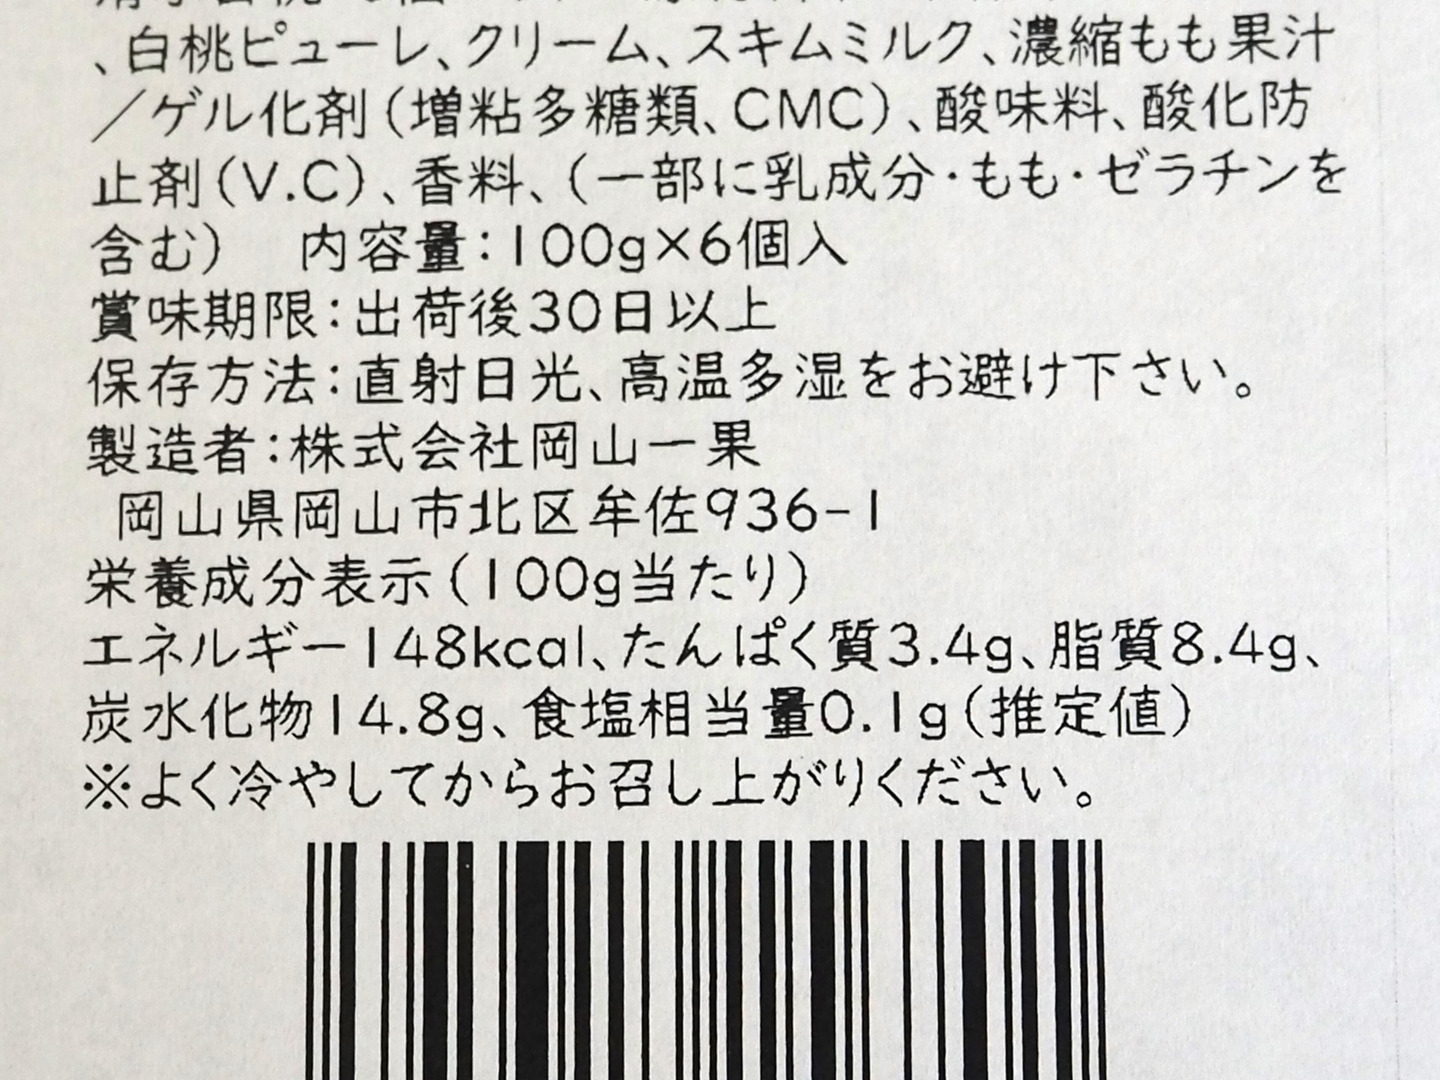 、白桃ピューレ、クリーム、スキムミルク、濃縮もも果汁
／ゲル化剤(増粘多糖類、CMC)、酸味料、酸化防
止剤(V.C)、香料、(一部に乳成分・もも・ゼラチンを
含む)　内容量:100g×6個入
賞味期限:出荷後30日以上
保存方法:直射日光、高温多湿をお避け下さい。
製造者:株式会社岡山一果
岡山県岡山市北区牟佐936-1
栄養成分表示(100g当たり)
エネルギー148kcal、たんぱく質3.4g、脂質8.4g、
炭水化物14.8g、食塩相当量0.1g(推定値)
※よく冷やしてからお召し上がりください。